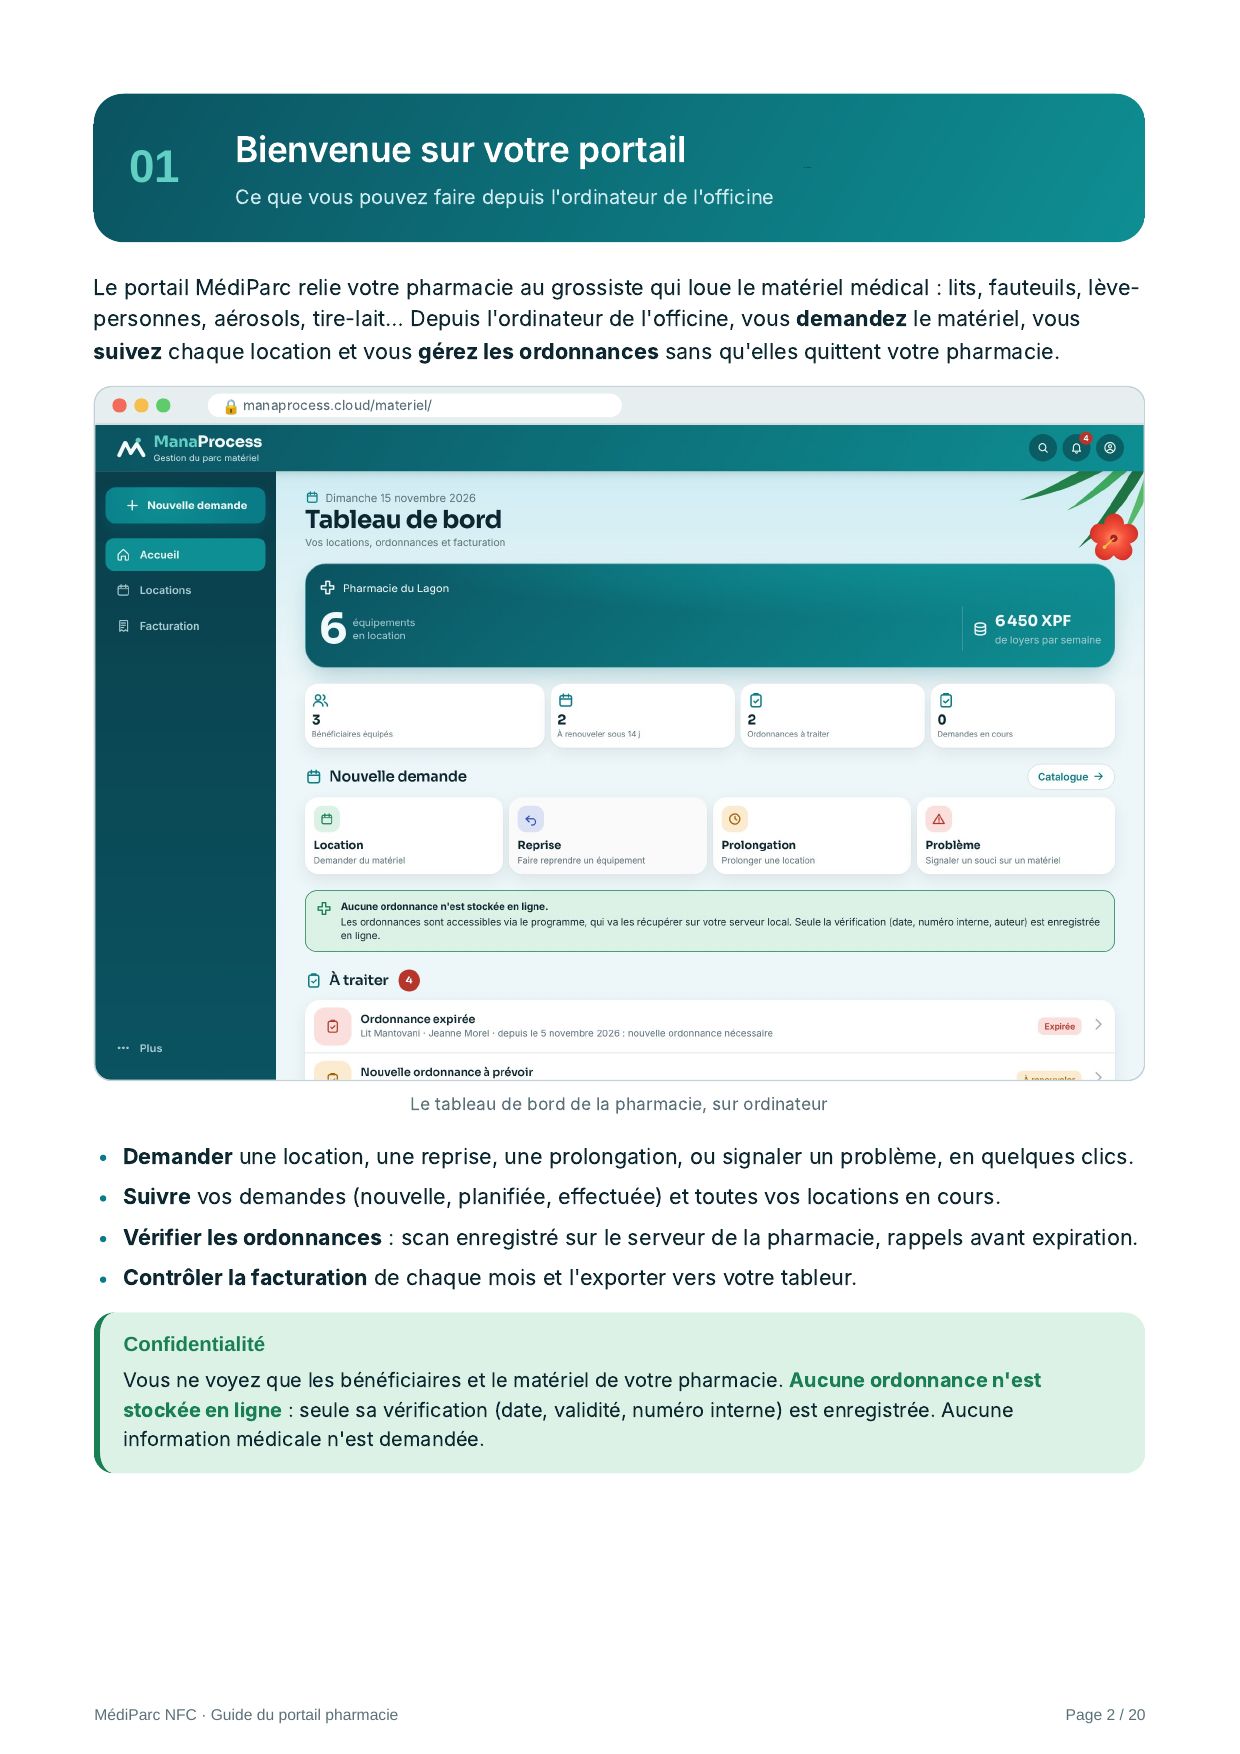 01
Bienvenue sur votre portail
Ce que vous pouvez faire depuis l'ordinateur de l'officine
Le portail MédiParc relie votre pharmacie au grossiste qui loue le matériel médical : lits, fauteuils, lève-
personnes, aérosols, tire-lait… Depuis l'ordinateur de l'officine, vous demandez le matériel, vous
suivez chaque location et vous gérez les ordonnances sans qu'elles quittent votre pharmacie.
manaprocess.cloud/materiel/
ManaProcess
Gestion du parc matériel
4
Nouvelle demande
Accueil
Locations
Facturation
Plus
Dimanche 15 novembre 2026
Tableau de bord
Vos locations, ordonnances et facturation
Pharmacie du Lagon
6 équipements
en location
6 450 XPF
de loyers par semaine
3
Bénéficiaires équipés
2
À renouveler sous 14 j
2
Ordonnances à traiter
0
Demandes en cours
Nouvelle demande
Catalogue →
Location
Demander du matériel
Reprise
Faire reprendre un équipement
Prolongation
Prolonger une location
Problème
Signaler un souci sur un matériel
Aucune ordonnance n'est stockée en ligne.
Les ordonnances sont accessibles via le programme, qui va les récupérer sur votre serveur local. Seule la vérification (date, numéro interne, auteur) est enregistrée
en ligne.
À traiter 4
Ordonnance expirée
Lit Mantovani · Jeanne Morel · depuis le 5 novembre 2026 : nouvelle ordonnance nécessaire
Expirée
Nouvelle ordonnance à prévoir
À renouveler
Le tableau de bord de la pharmacie, sur ordinateur
• Demander une location, une reprise, une prolongation, ou signaler un problème, en quelques clics.
• Suivre vos demandes (nouvelle, planifiée, effectuée) et toutes vos locations en cours.
• Vérifier les ordonnances : scan enregistré sur le serveur de la pharmacie, rappels avant expiration.
• Contrôler la facturation de chaque mois et l'exporter vers votre tableur.
Confidentialité
Vous ne voyez que les bénéficiaires et le matériel de votre pharmacie. Aucune ordonnance n'est
stockée en ligne : seule sa vérification (date, validité, numéro interne) est enregistrée. Aucune
information médicale n'est demandée.
MédiParc NFC · Guide du portail pharmacie
Page 2 / 20